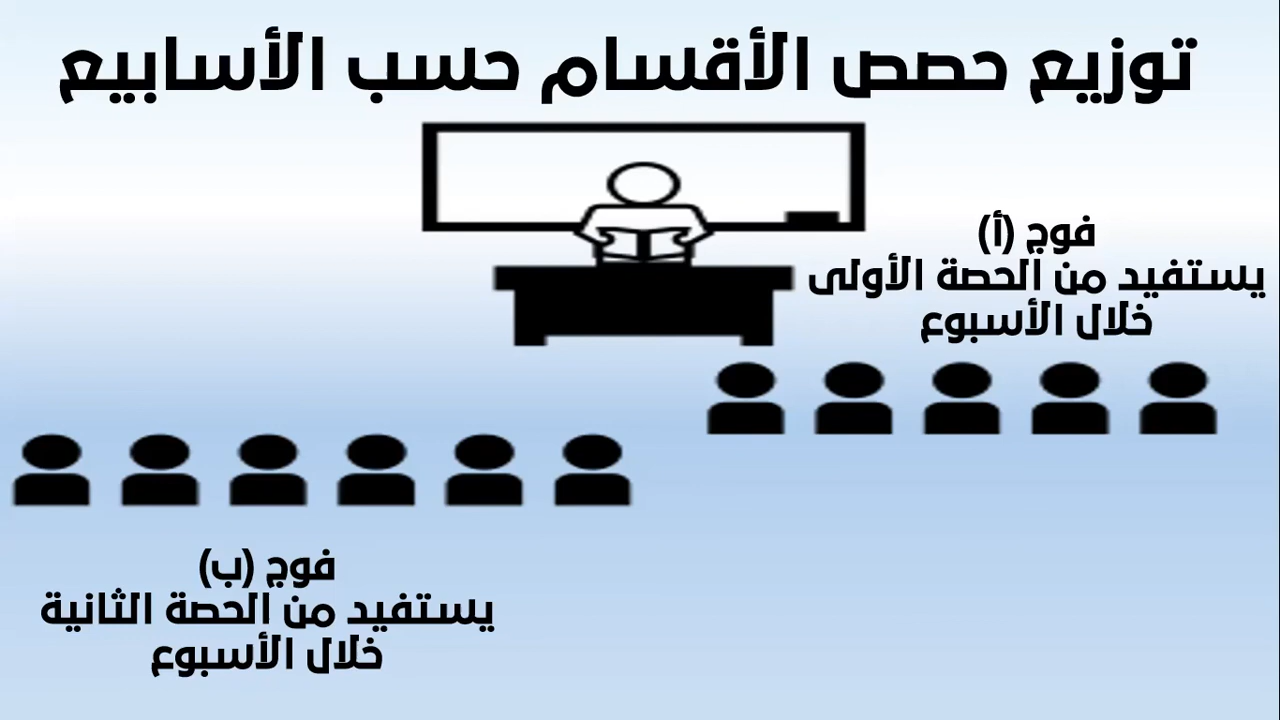 توزيع حصص الأقسام حسب الأسابيع
فوج (أ)
يستفيد من الحصة الأولى
خلال الأسبوع
فوج (ب)
يستفيد من الحصة الثانية
خلال الأسبوع